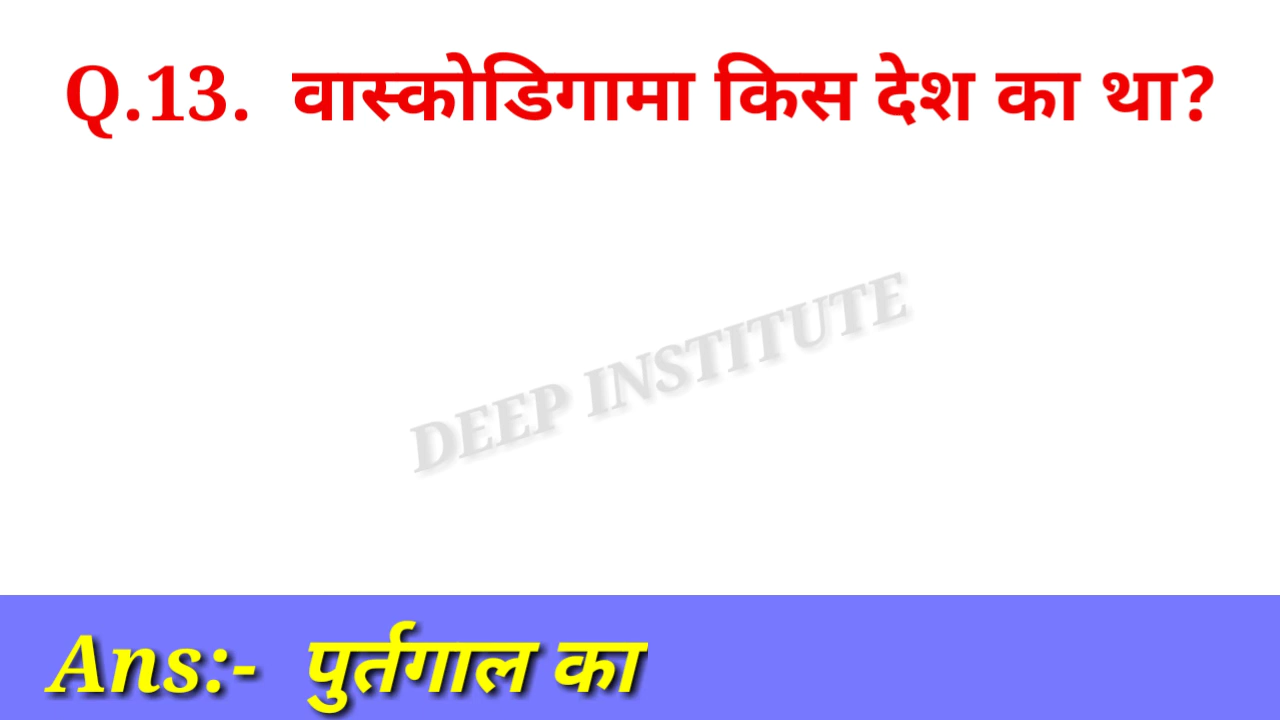 Q.13. वास्कोडिगामा किस देश का था?
DEEP INSTITUTE
Ans:- पुर्तगाल का